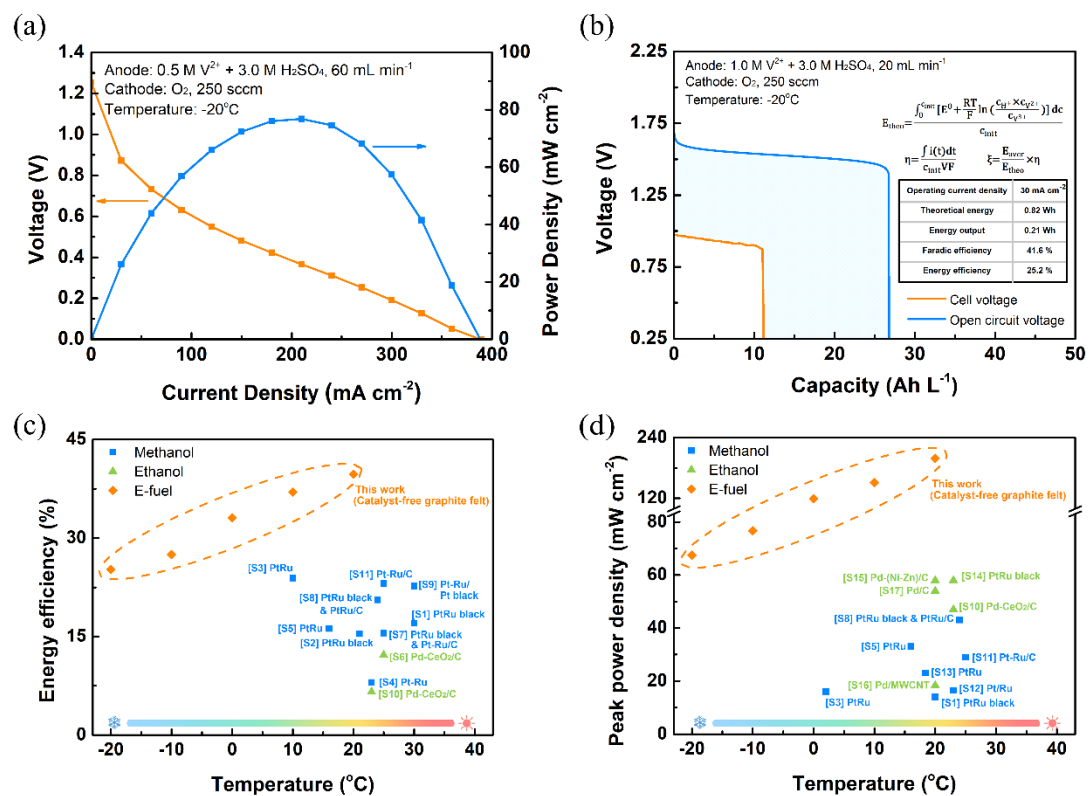 (a)
1.4
1.2
1.0
0.8
0.6
0.4
0.2
0.0
Voltage (V)
Anode: 0.5 M V²⁺ + 3.0 M H₂SO₄, 60 mL min⁻¹
Cathode: O₂, 250 sccm
Temperature: -20°C
100
80
60
40
20
0
Power Density (mW cm⁻²)
0 100 200 300 400
Current Density (mA cm⁻²)
(b)
2.25
1.75
1.25
0.75
0.25
Voltage (V)
Anode: 1.0 M V²⁺ + 3.0 M H₂SO₄, 20 mL min⁻¹
Cathode: O₂, 250 sccm
Temperature: -20°C
Operating current density 30 mA cm⁻²
Theoretical energy 0.82 Wh
Energy output 0.21 Wh
Faradic efficiency 41.6 %
Energy efficiency 25.2 %
Cell voltage
Open circuit voltage
0 10 20 30 40 50
Capacity (Ah L⁻¹)
(c)
45
30
15
0
Energy efficiency (%)
Methanol
Ethanol
E-fuel
This work
(Catalyst-free graphite felt)
[S3] PtRu
[S11] Pt-Ru/C
[S9] Pt-Ru/
Pt black
[S8] PtRu black
& PtRu/C
[S1] PtRu black
[S5] PtRu
[S2] PtRu black
[S7] PtRu black
& Pt-Ru/C
[S6] Pd-CeO₂/C
[S4] Pt-Ru
[S10] Pd-CeO₂/C
-20 -10 0 10 20 30 40
Temperature (°C)
(d)
240
120
80
60
40
20
0
Peak power density (mW cm⁻²)
Methanol
Ethanol
E-fuel
This work
(Catalyst-free graphite felt)
[S15] Pd-(Ni-Zn)/C
[S14] PtRu black
[S17] Pd/C
[S10] Pd-CeO₂/C
[S8] PtRu black & PtRu/C
[S5] PtRu
[S11] Pt-Ru/C
[S13] PtRu
[S16] Pd/MWCNT
[S12] Pt/Ru
[S3] PtRu
[S1] PtRu black
-20 -10 0 10 20 30 40
Temperature (°C)